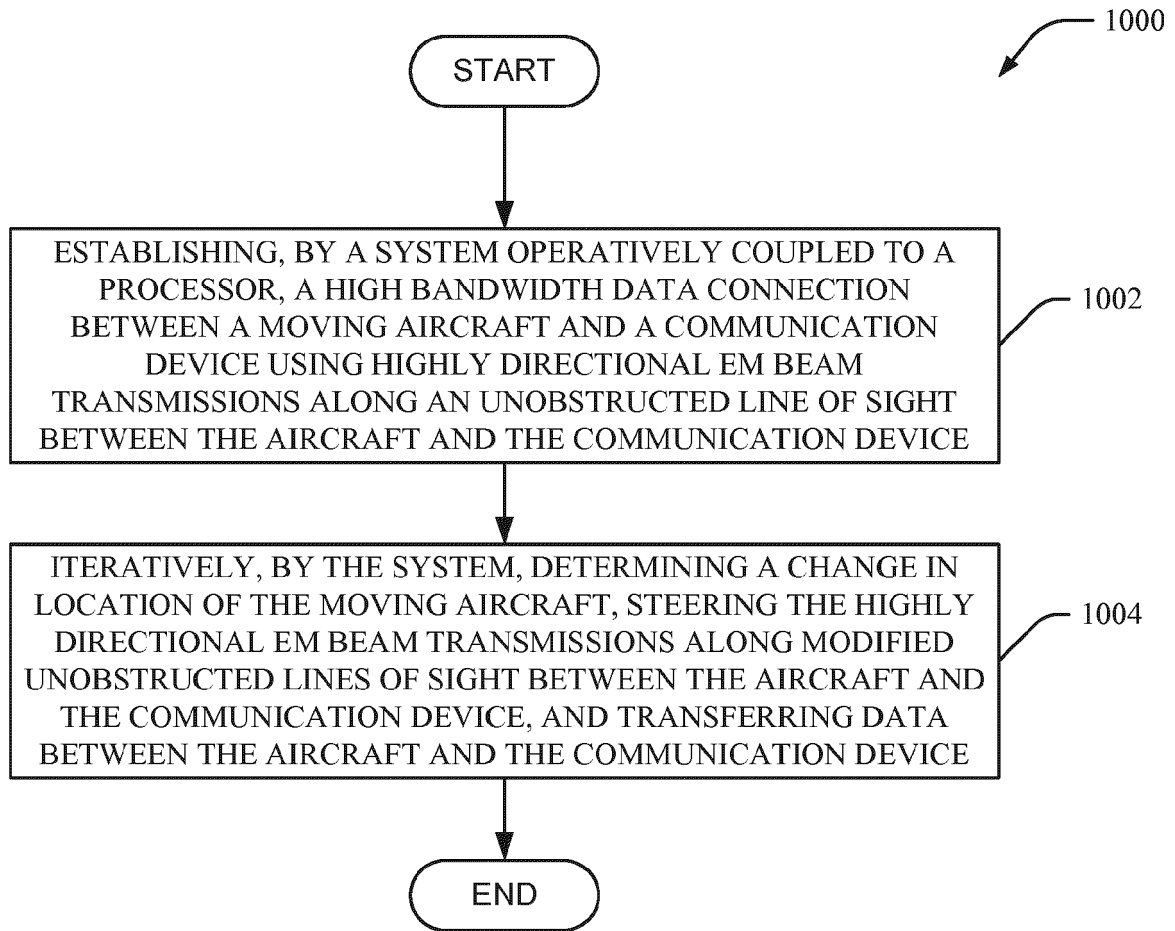 1000
START
ESTABLISHING, BY A SYSTEM OPERATIVELY COUPLED TO A
PROCESSOR, A HIGH BANDWIDTH DATA CONNECTION
BETWEEN A MOVING AIRCRAFT AND A COMMUNICATION
DEVICE USING HIGHLY DIRECTIONAL EM BEAM
TRANSMISSIONS ALONG AN UNOBSTRUCTED LINE OF SIGHT
BETWEEN THE AIRCRAFT AND THE COMMUNICATION DEVICE
1002
ITERATIVELY, BY THE SYSTEM, DETERMINING A CHANGE IN
LOCATION OF THE MOVING AIRCRAFT, STEERING THE HIGHLY
DIRECTIONAL EM BEAM TRANSMISSIONS ALONG MODIFIED
UNOBSTRUCTED LINES OF SIGHT BETWEEN THE AIRCRAFT AND
THE COMMUNICATION DEVICE, AND TRANSFERRING DATA
BETWEEN THE AIRCRAFT AND THE COMMUNICATION DEVICE
1004
END